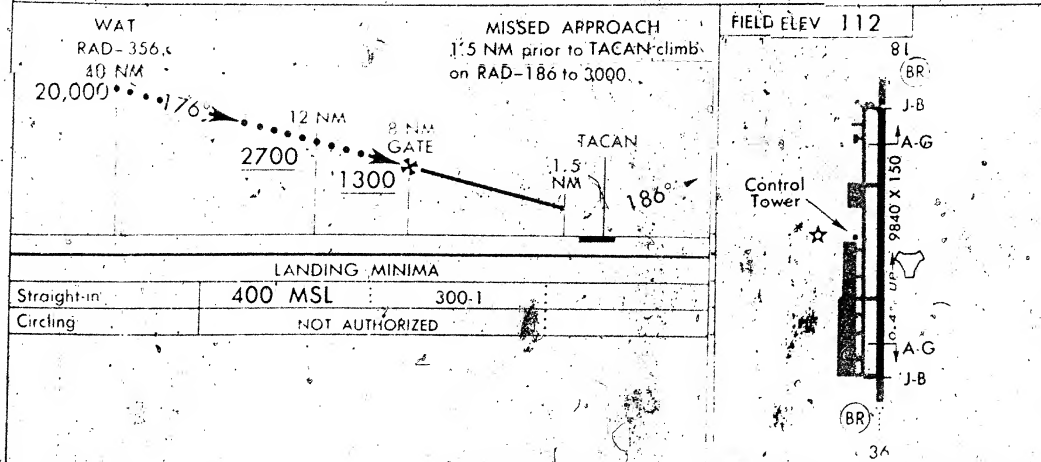 WAT
RAD-356
40 NM
20,000
176°
12 NM
2700
8 NM
GATE
1300
MISSED APPROACH
1.5 NM prior to TACAN climb
on RAD-186 to 3000
TACAN
1.5
NM
186°
LANDING MINIMA
Straight-in 400 MSL 300-1
Circling NOT AUTHORIZED
FIELD ELEV 112
18
BR
J-B
A-G
9840 X 150
Control
Tower
UP
A-G
J-B
BR
36